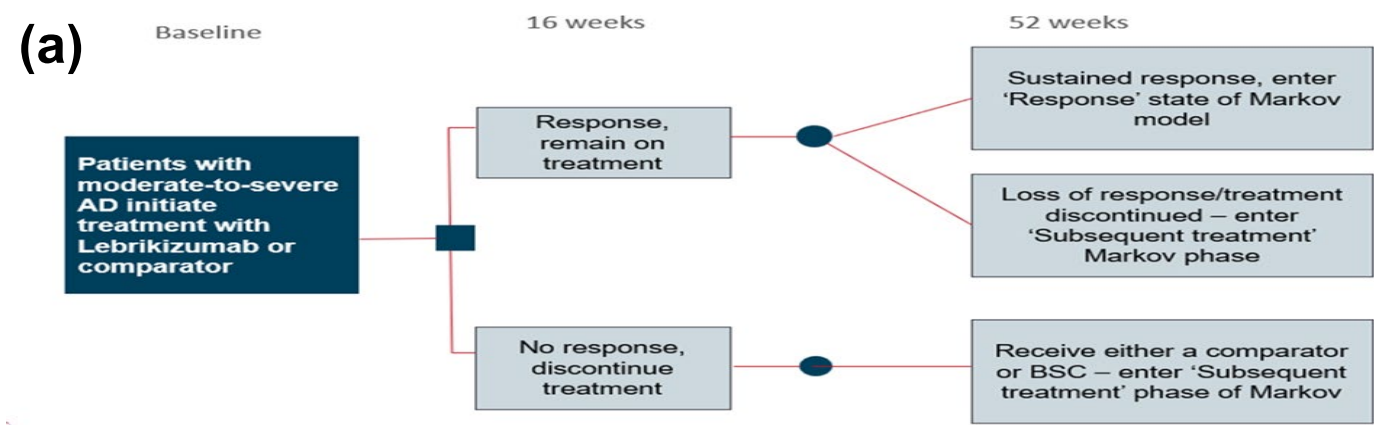 (a)
Baseline
16 weeks
52 weeks
Patients with
moderate-to-severe
AD initiate
treatment with
Lebrikizumab or
comparator
Response,
remain on
treatment
No response,
discontinue
treatment
Sustained response, enter
‘Response’ state of Markov
model
Loss of response/treatment
discontinued – enter
‘Subsequent treatment’
Markov phase
Receive either a comparator
or BSC – enter ‘Subsequent
treatment’ phase of Markov